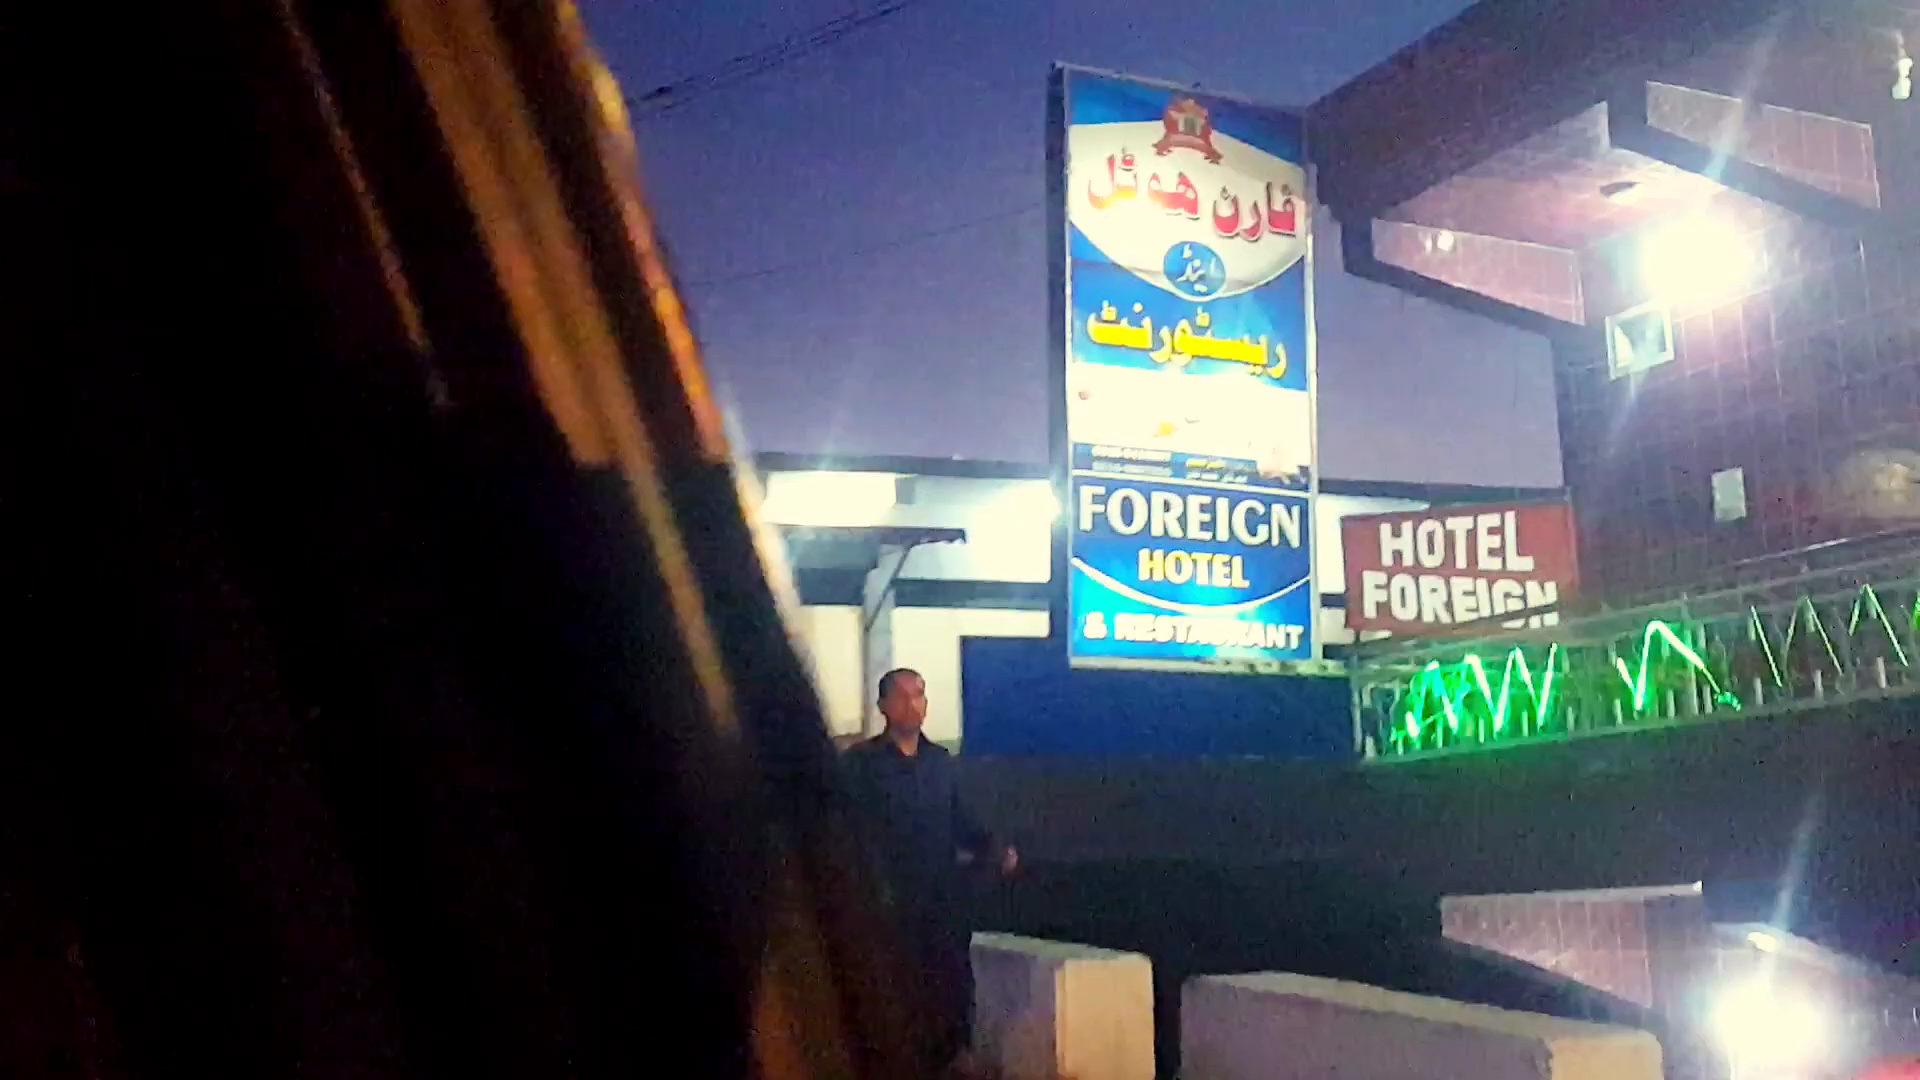 فارن ھوٹل
اینڈ
ریسٹورنٹ
FOREIGN
HOTEL
& RESTAURANT
HOTEL
FOREIGN